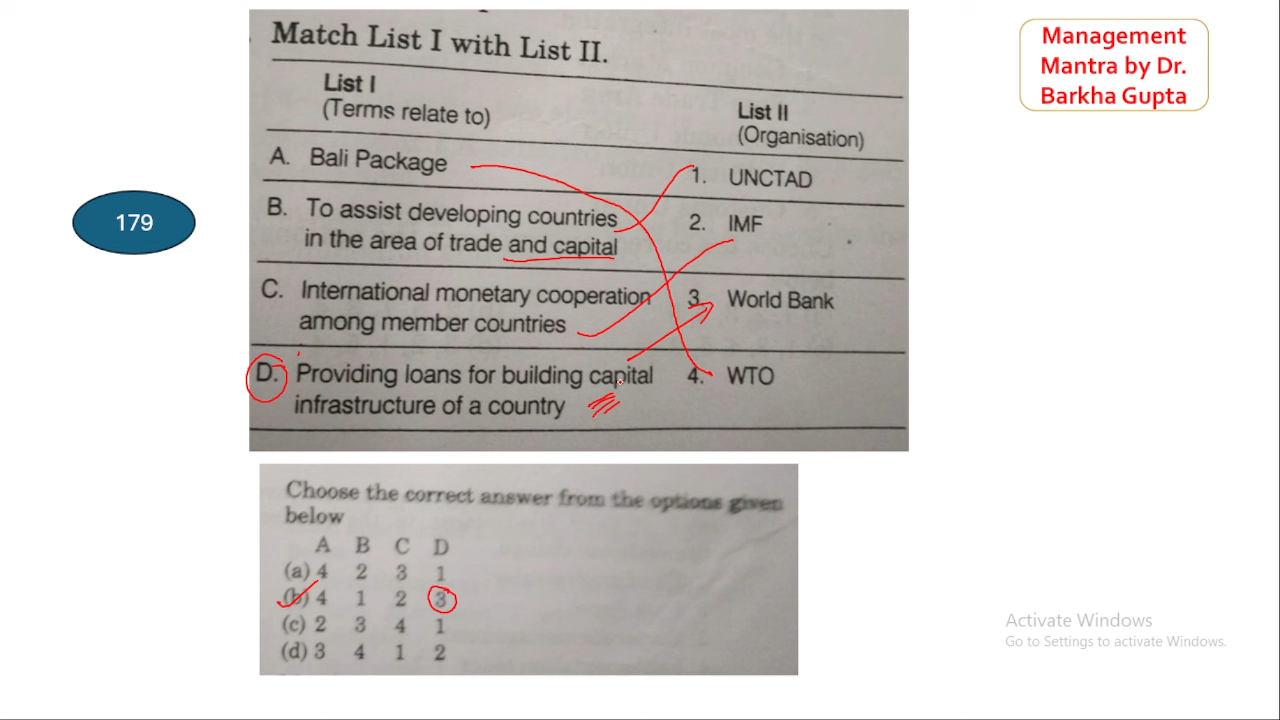 Management
Mantra by Dr.
Barkha Gupta
179
Match List I with List II.
List I
(Terms relate to)
List II
(Organisation)
A. Bali Package
1. UNCTAD
B. To assist developing countries
in the area of trade and capital
2. IMF
C. International monetary cooperation
among member countries
3. World Bank
D. Providing loans for building capital
infrastructure of a country
4. WTO
Choose the correct answer from the options given
below
A B C D
(a) 4 2 3 1
(b) 4 1 2 3
(c) 2 3 4 1
(d) 3 4 1 2
Activate Windows
Go to Settings to activate Windows.